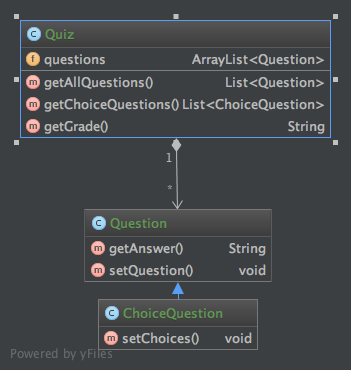 C Quiz
f questions ArrayList<Question>
m getAllQuestions() List<Question>
m getChoiceQuestions() List<ChoiceQuestion>
m getGrade() String
1
*
C Question
m getAnswer() String
m setQuestion() void
C ChoiceQuestion
m setChoices() void
Powered by yFiles